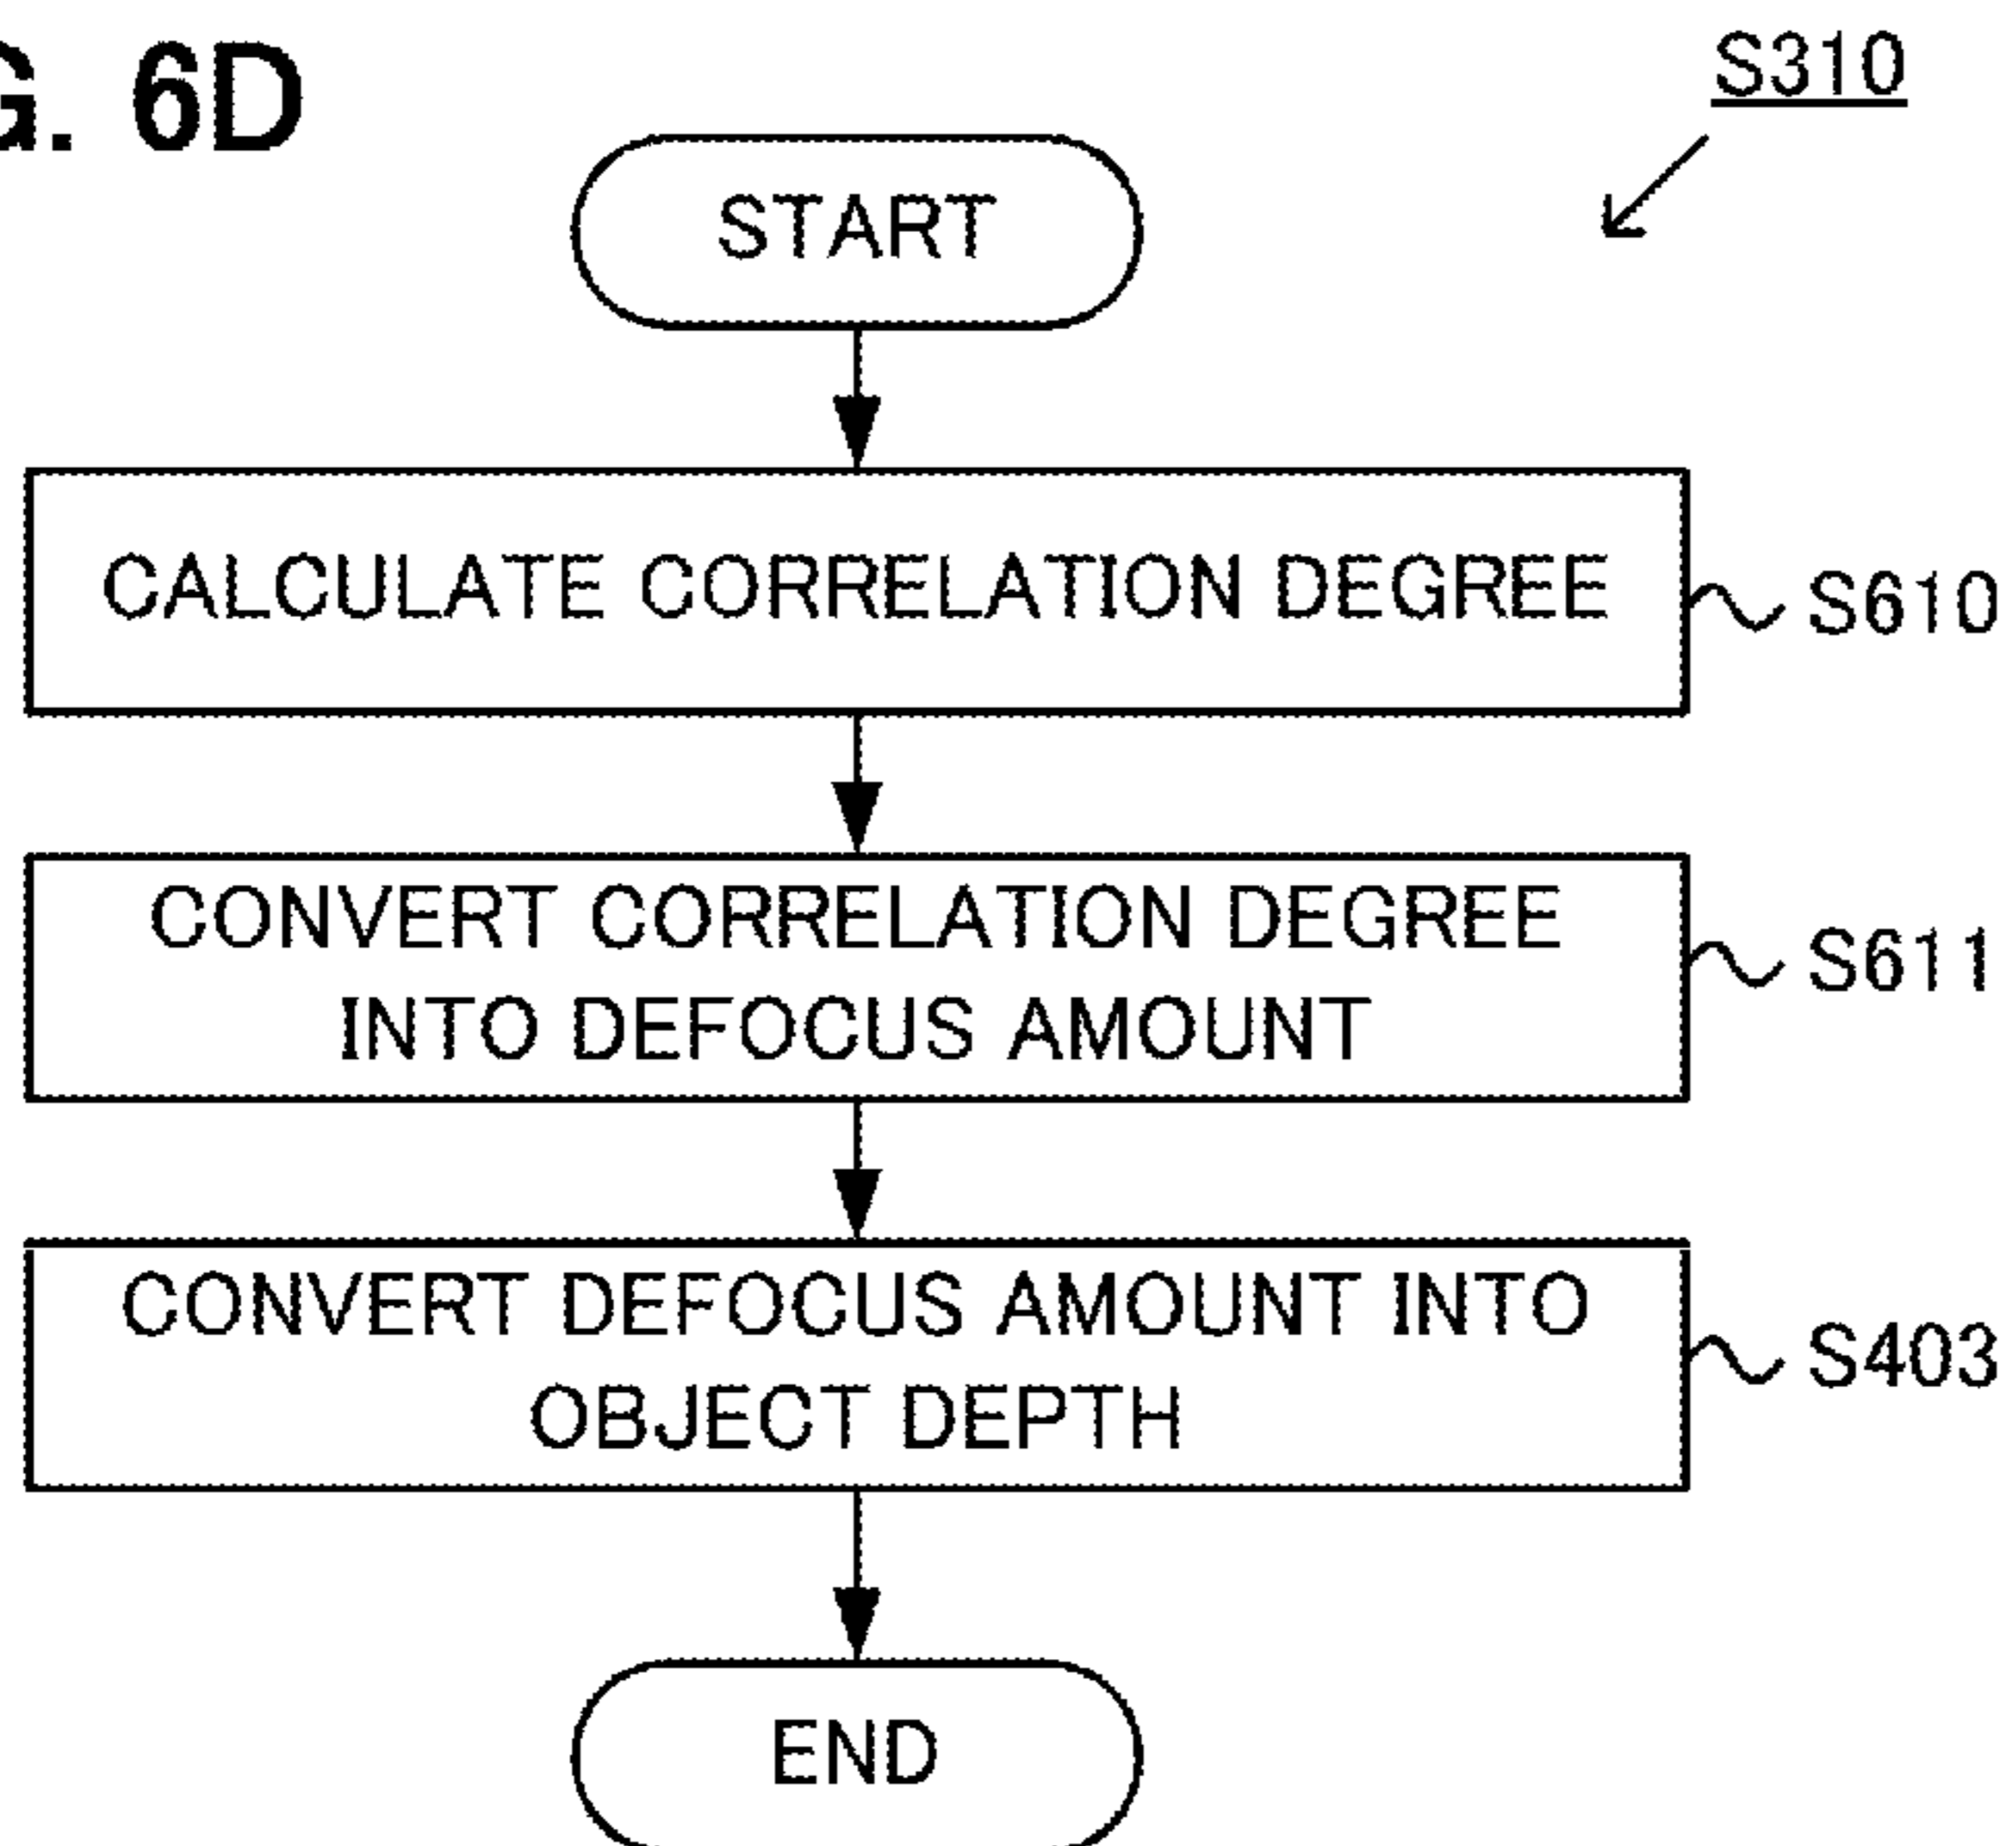 G. 6D
S310
START
CALCULATE CORRELATION DEGREE
S610
CONVERT CORRELATION DEGREE
INTO DEFOCUS AMOUNT
S611
CONVERT DEFOCUS AMOUNT INTO
OBJECT DEPTH
S403
END